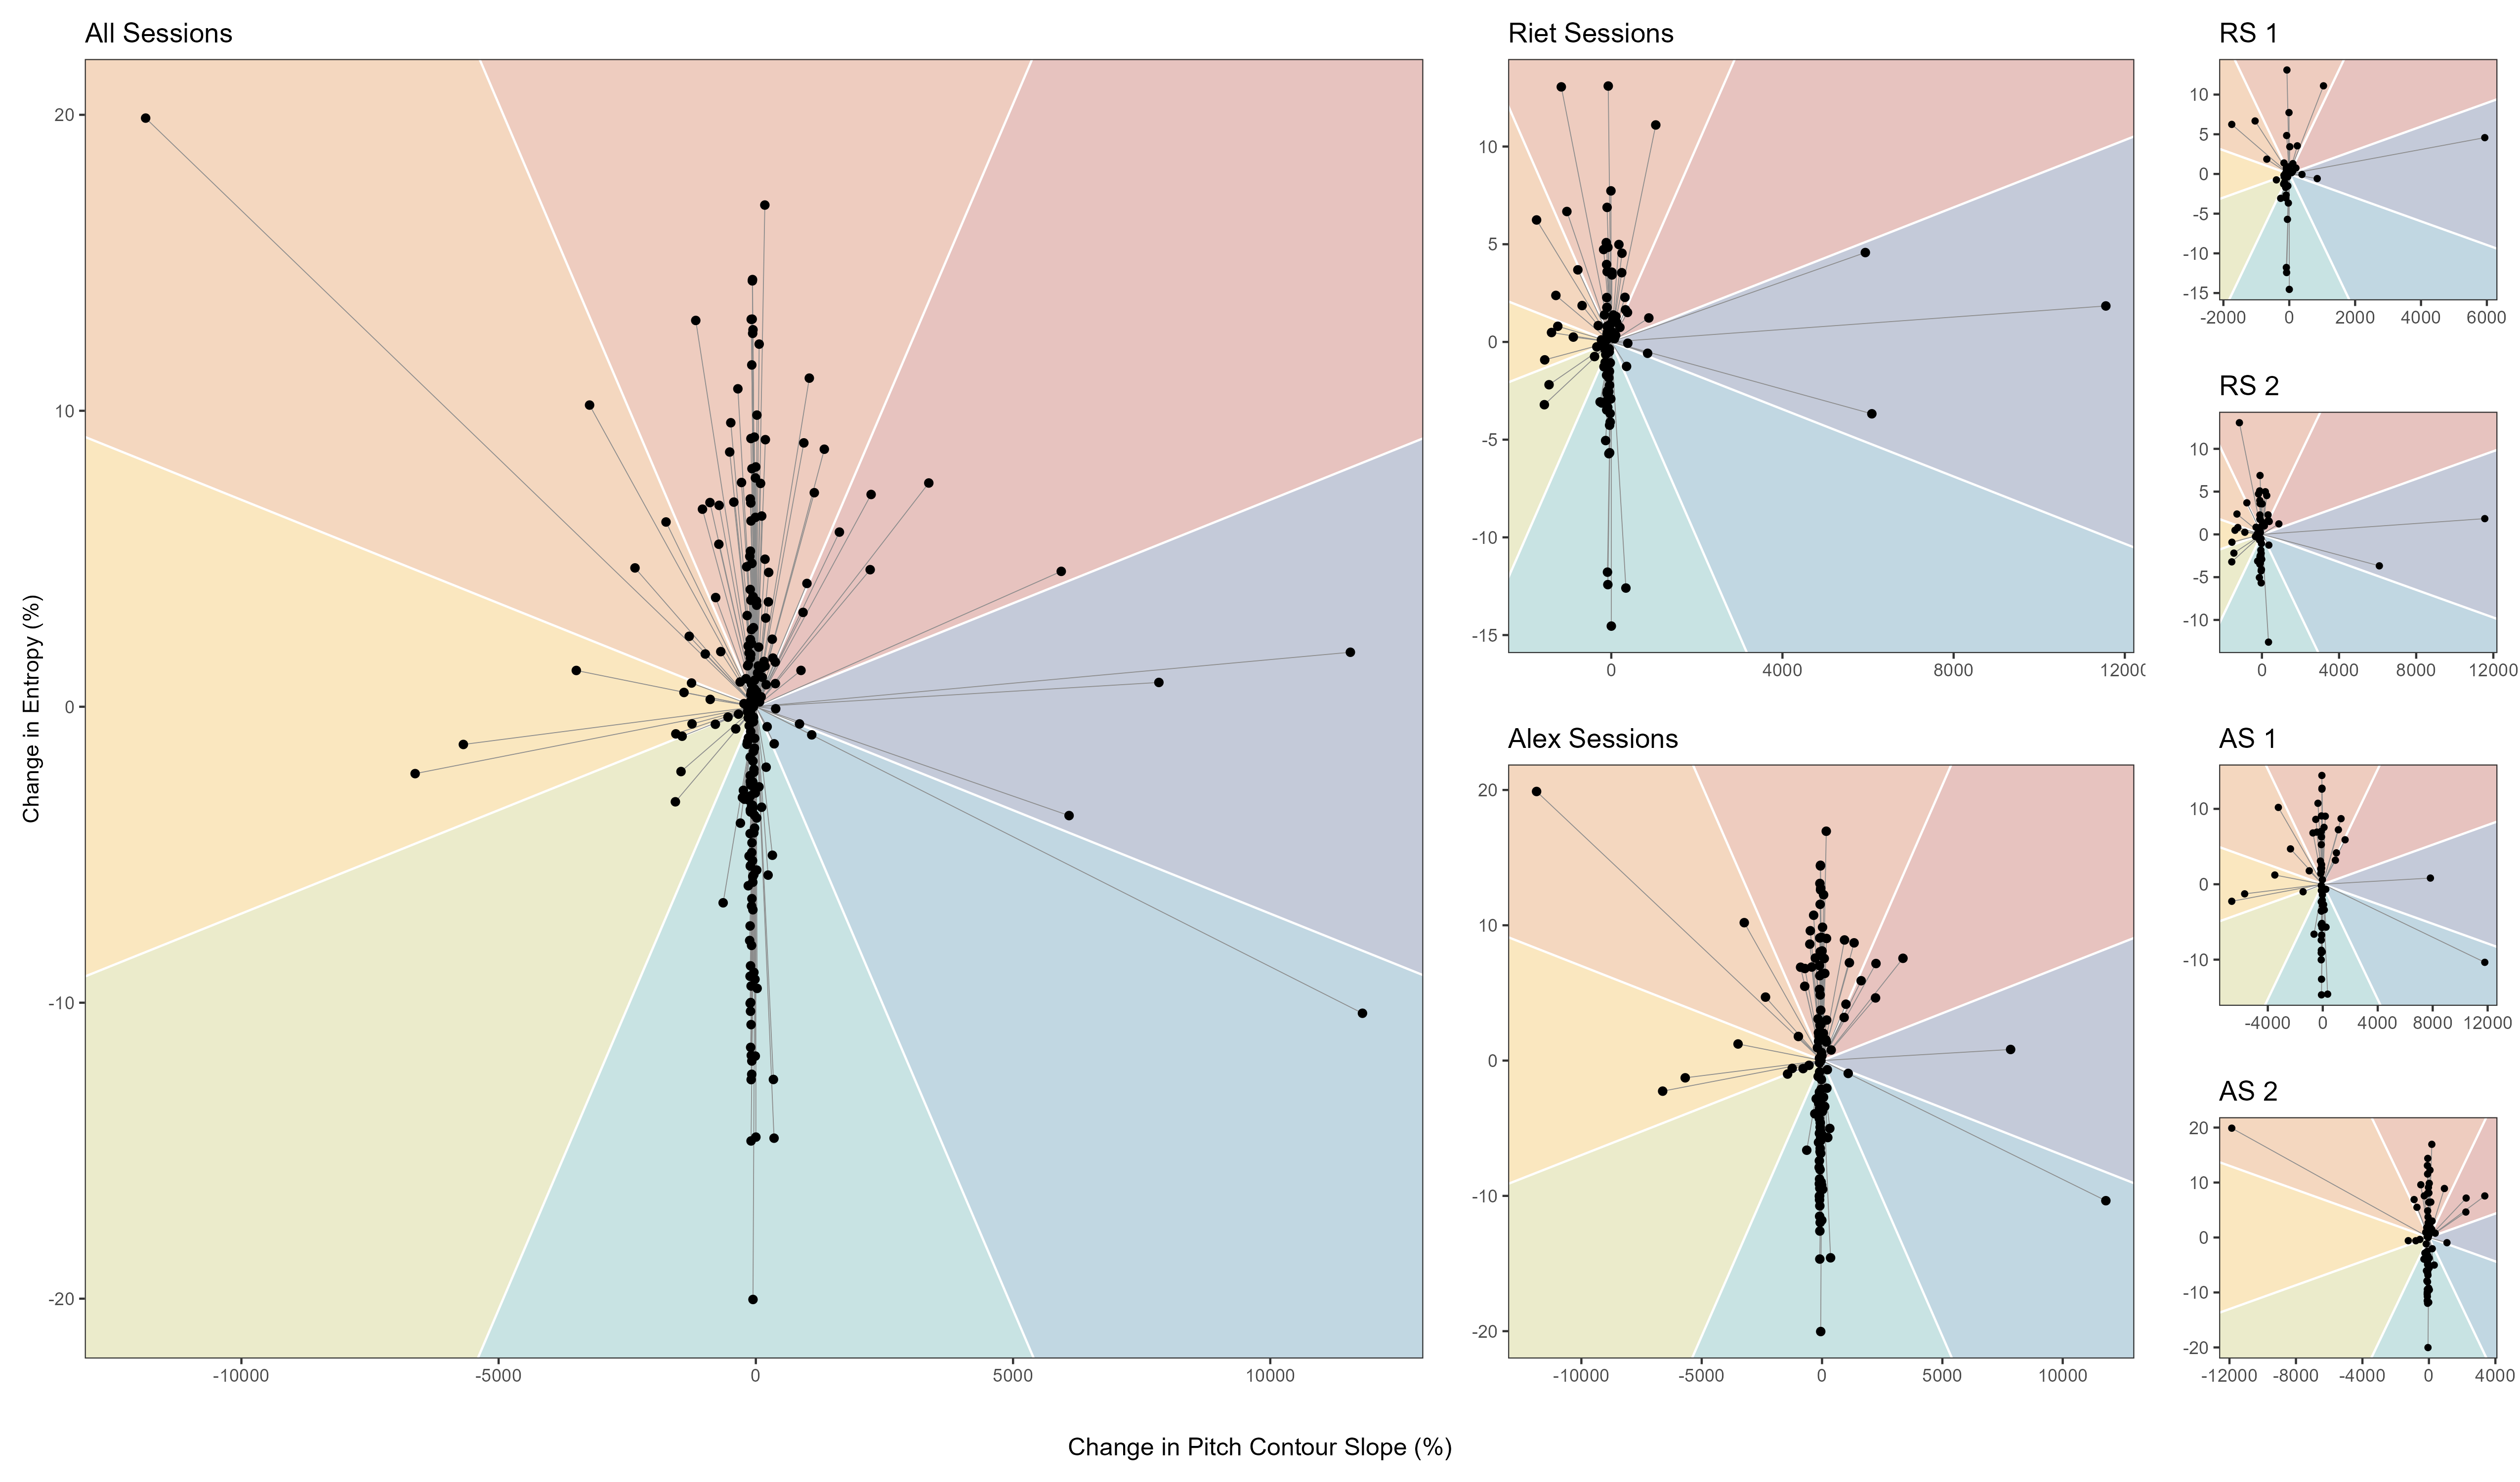 All Sessions
20
10
0
-10
-20
-10000 -5000 0 5000 10000
Change in Entropy (%)
Change in Pitch Contour Slope (%)
Riet Sessions
10
5
0
-5
-10
-15
0 4000 8000 12000
Alex Sessions
20
10
0
-10
-20
-10000 -5000 0 5000 10000
RS 1
10
5
0
-5
-10
-15
-2000 0 2000 4000 6000
RS 2
10
5
0
-5
-10
0 4000 8000 12000
AS 1
10
0
-10
-4000 0 4000 8000 12000
AS 2
20
10
0
-10
-20
-12000 -8000 -4000 0 4000